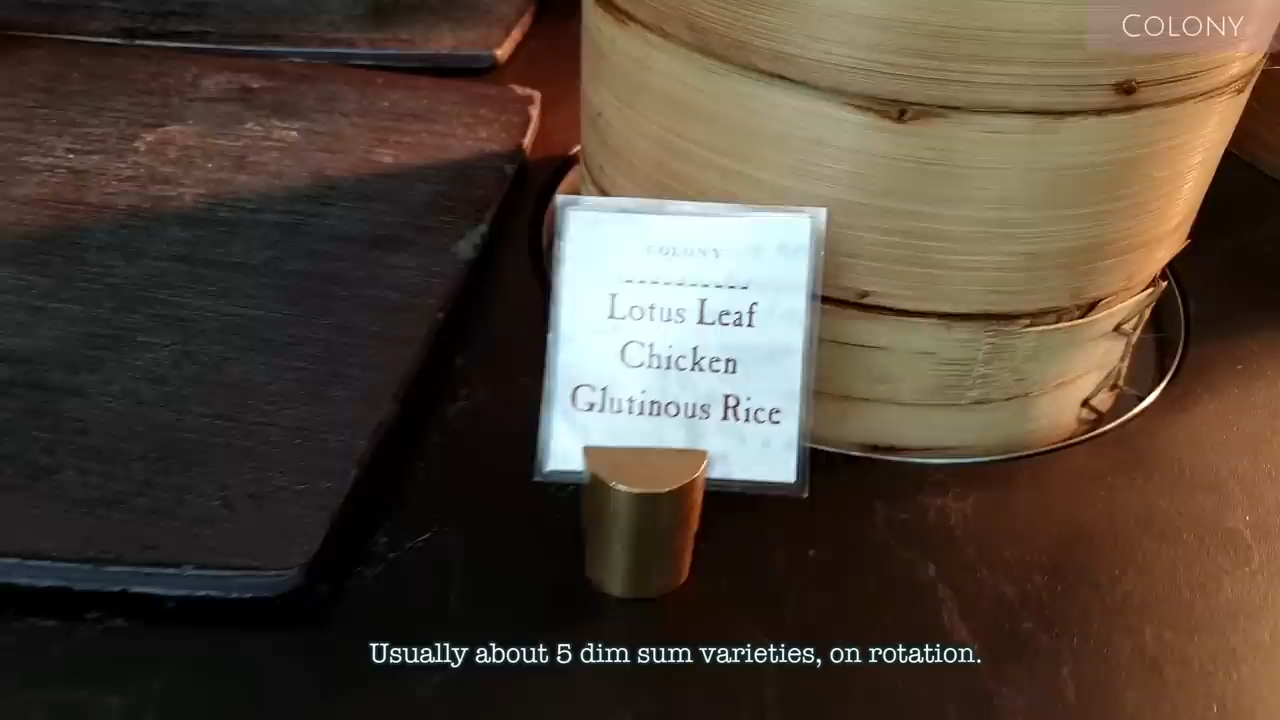 COLONY
COLONY
Lotus Leaf
Chicken
Glutinous Rice
Usually about 5 dim sum varieties, on rotation.